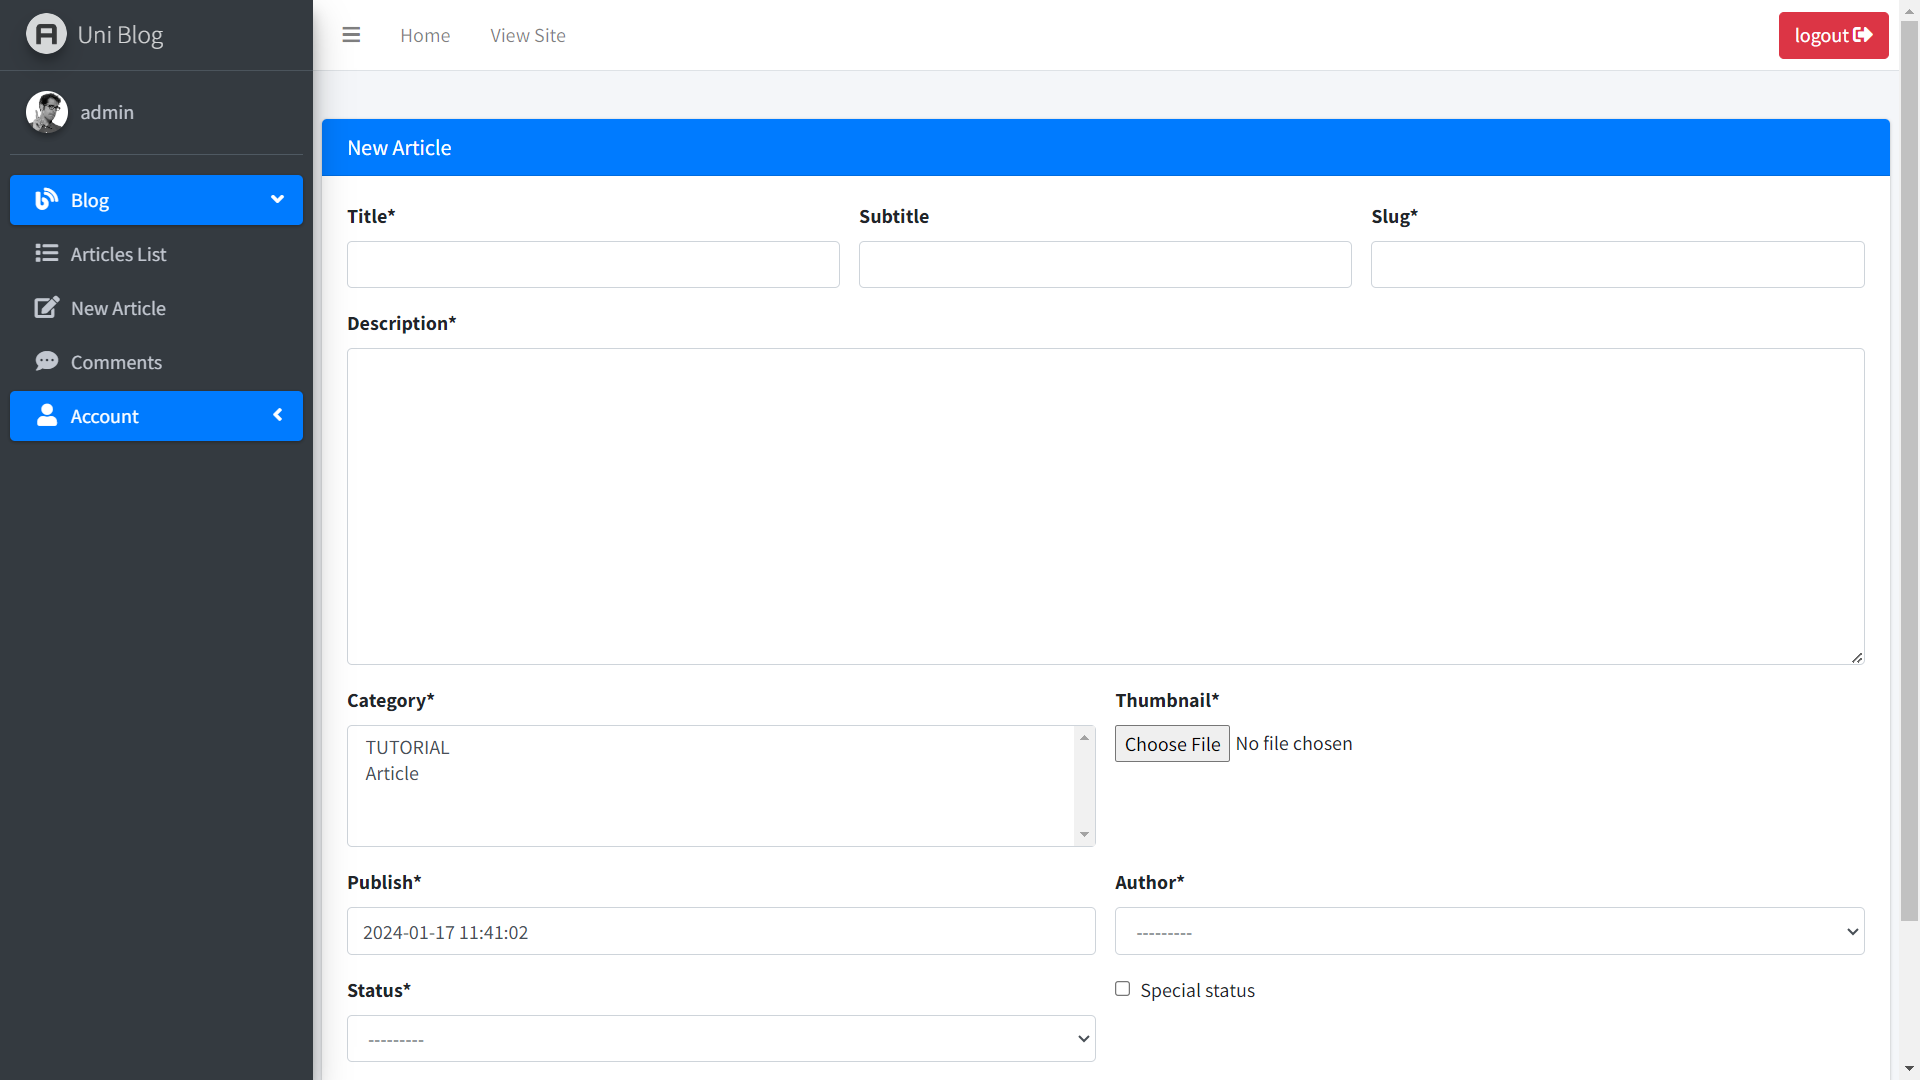 Uni Blog
Home
View Site
logout
admin
Blog
Articles List
New Article
Comments
Account
New Article
Title*
Subtitle
Slug*
Description*
Category*
TUTORIAL
Article
Thumbnail*
Choose File No file chosen
Publish*
2024-01-17 11:41:02
Author*
---------
Status*
---------
Special status